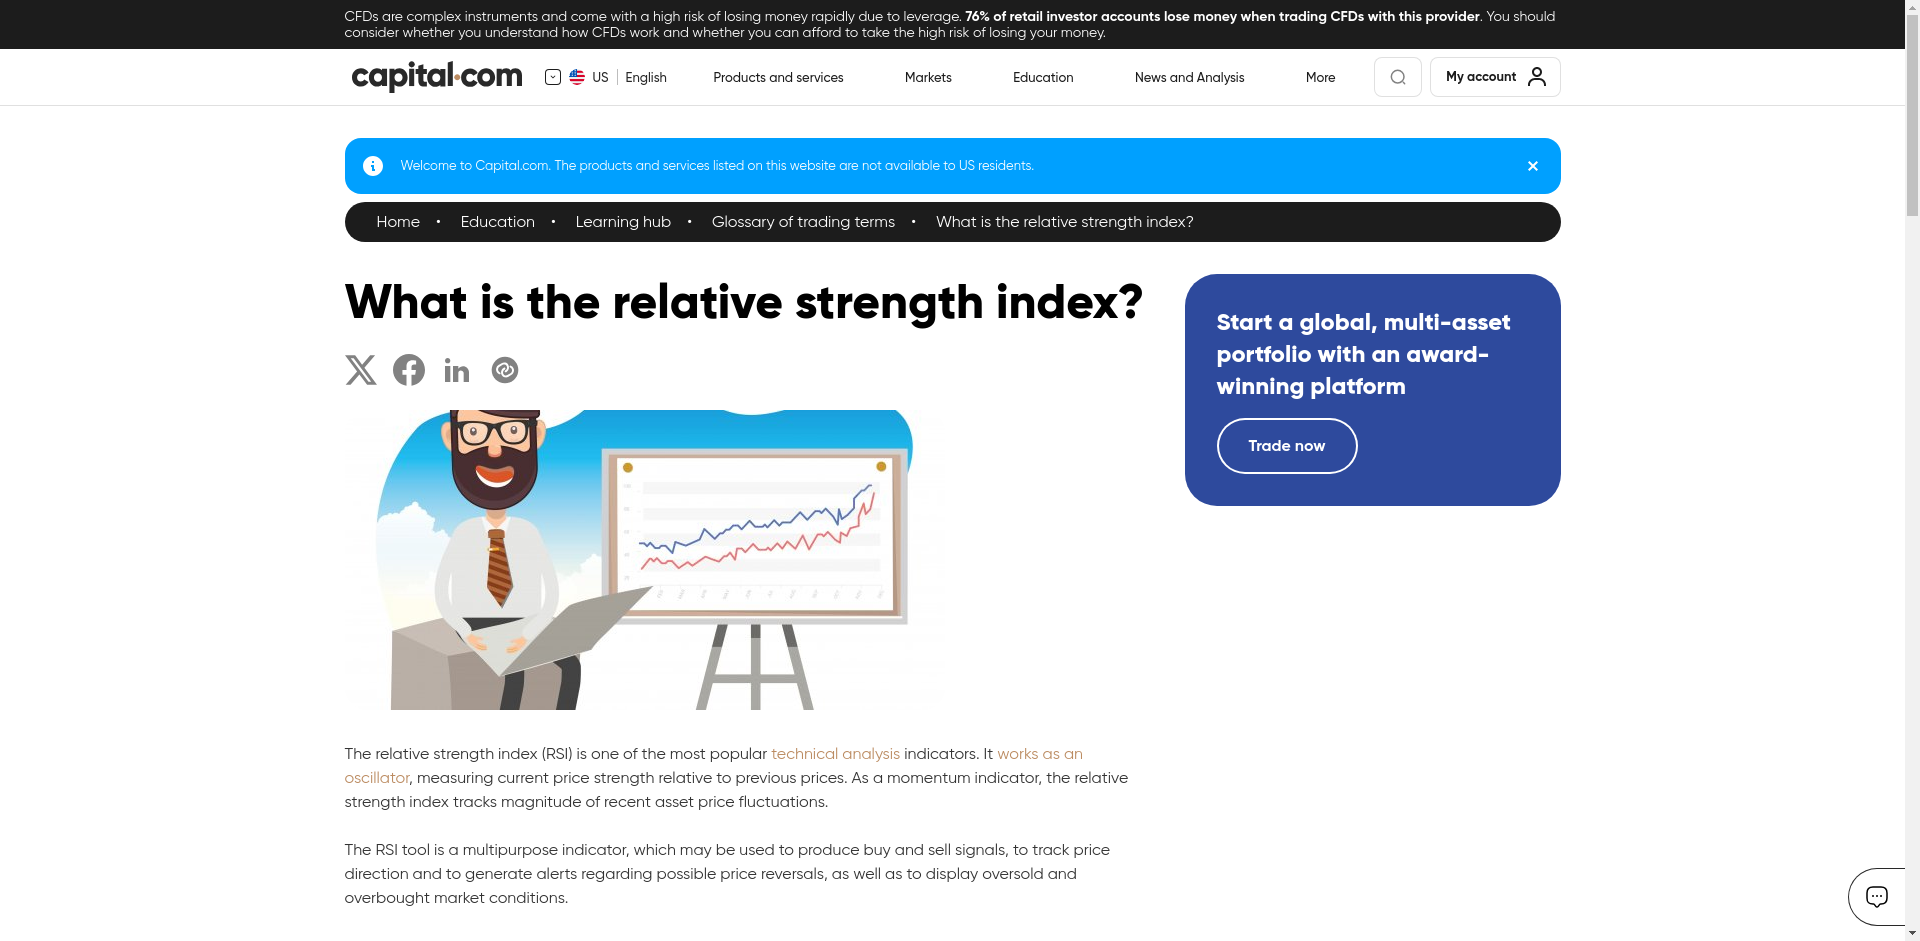 CFDs are complex instruments and come with a high risk of losing money rapidly due to leverage. 76% of retail investor accounts lose money when trading CFDs with this provider. You should
consider whether you understand how CFDs work and whether you can afford to take the high risk of losing your money.
capital.com
US
English
Products and services
Markets
Education
News and Analysis
More
My account
Welcome to Capital.com. The products and services listed on this website are not available to US residents.
Home • Education • Learning hub • Glossary of trading terms • What is the relative strength index?
What is the relative strength index?
Start a global, multi-asset
portfolio with an award-
winning platform
Trade now
The relative strength index (RSI) is one of the most popular technical analysis indicators. It works as an
oscillator, measuring current price strength relative to previous prices. As a momentum indicator, the relative
strength index tracks magnitude of recent asset price fluctuations.
The RSI tool is a multipurpose indicator, which may be used to produce buy and sell signals, to track price
direction and to generate alerts regarding possible price reversals, as well as to display oversold and
overbought market conditions.